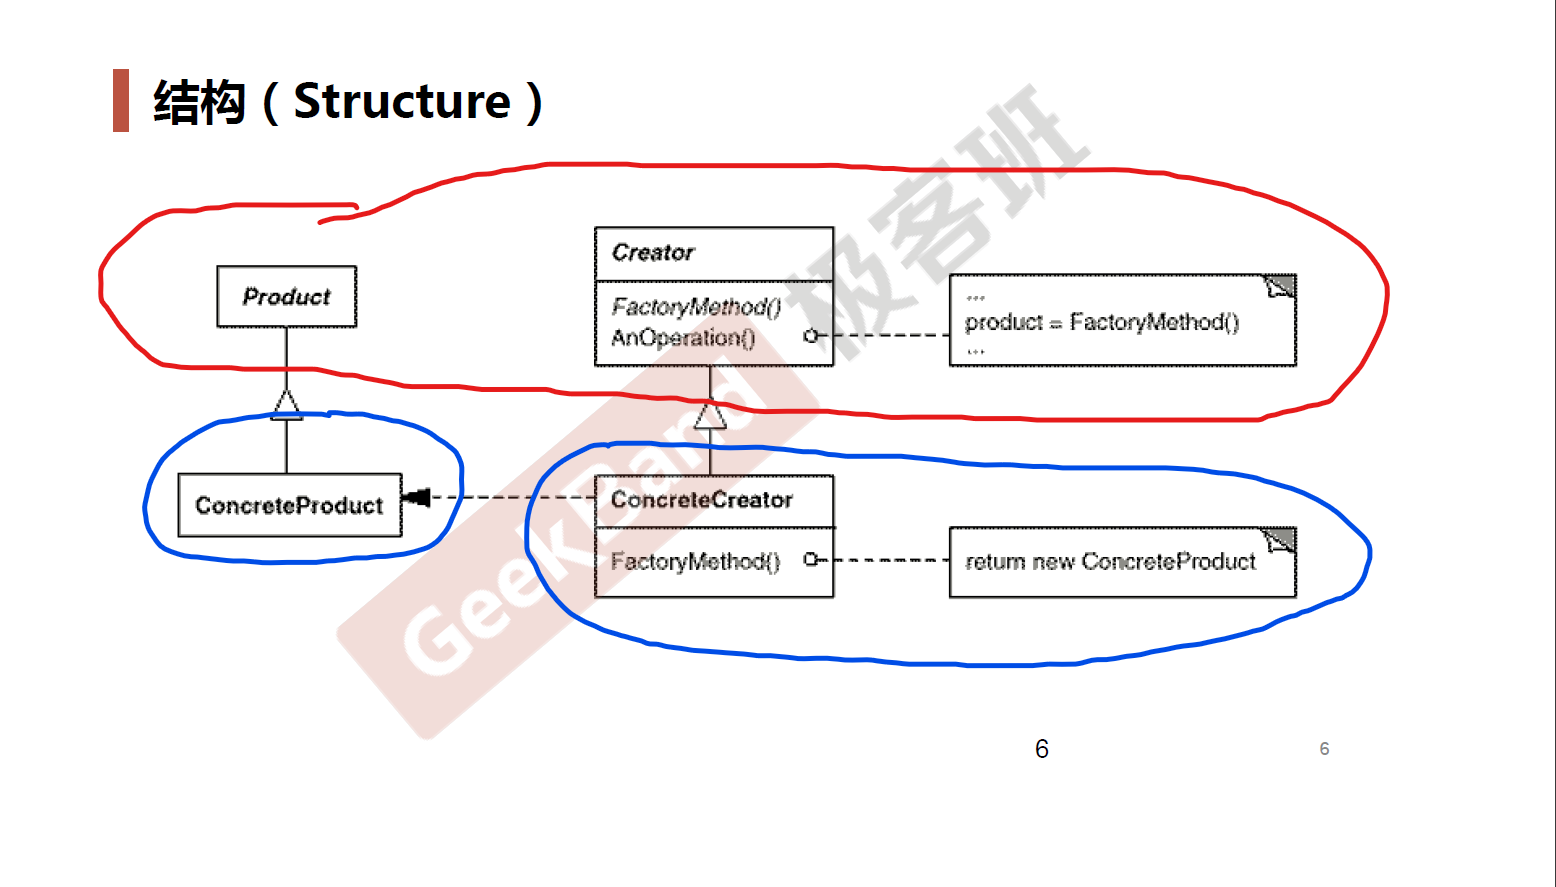 结构（Structure）
Product
Creator
FactoryMethod()
AnOperation()
...
product = FactoryMethod()
...
ConcreteProduct
ConcreteCreator
FactoryMethod()
return new ConcreteProduct
GeekBand 极客班
6
6